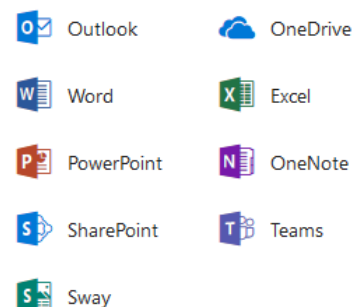 Outlook
OneDrive
Word
Excel
PowerPoint
OneNote
SharePoint
Teams
Sway